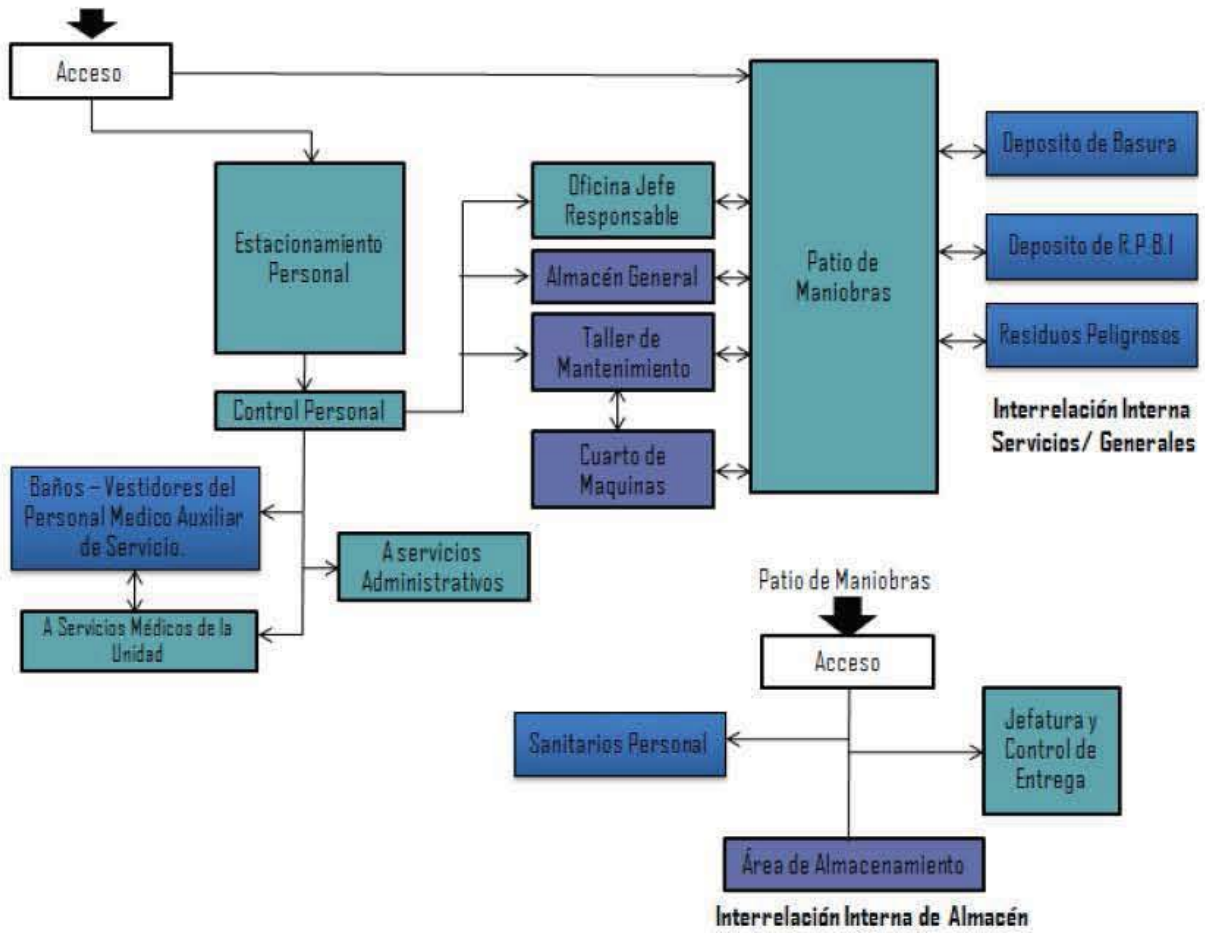 Acceso
Estacionamiento
Personal
Control Personal
Baños – Vestidores del
Personal Medico Auxiliar
de Servicio.
A Servicios Médicos de la
Unidad
A servicios
Administrativos
Oficina Jefe
Responsable
Almacén General
Taller de
Mantenimiento
Cuarto de
Maquinas
Patio de
Maniobras
Deposito de Basura
Deposito de R.P.B.I
Residuos Peligrosos
Interrelación Interna
Servicios/ Generales
Patio de Maniobras
Acceso
Sanitarios Personal
Jefatura y
Control de
Entrega
Área de Almacenamiento
Interrelación Interna de Almacén